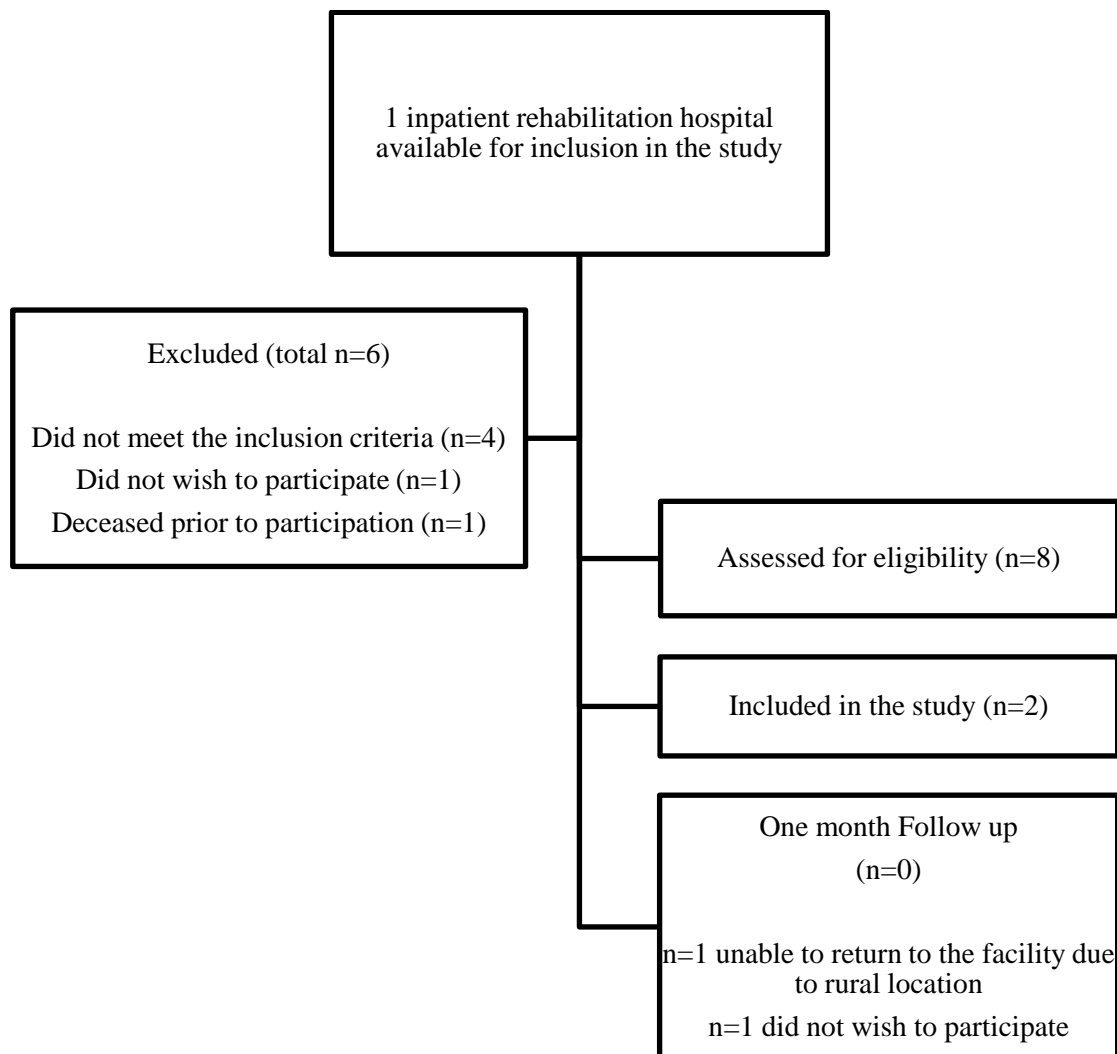 1 inpatient rehabilitation hospital
available for inclusion in the study
Excluded (total n=6)
Did not meet the inclusion criteria (n=4)
Did not wish to participate (n=1)
Deceased prior to participation (n=1)
Assessed for eligibility (n=8)
Included in the study (n=2)
One month Follow up
(n=0)
n=1 unable to return to the facility due
to rural location
n=1 did not wish to participate